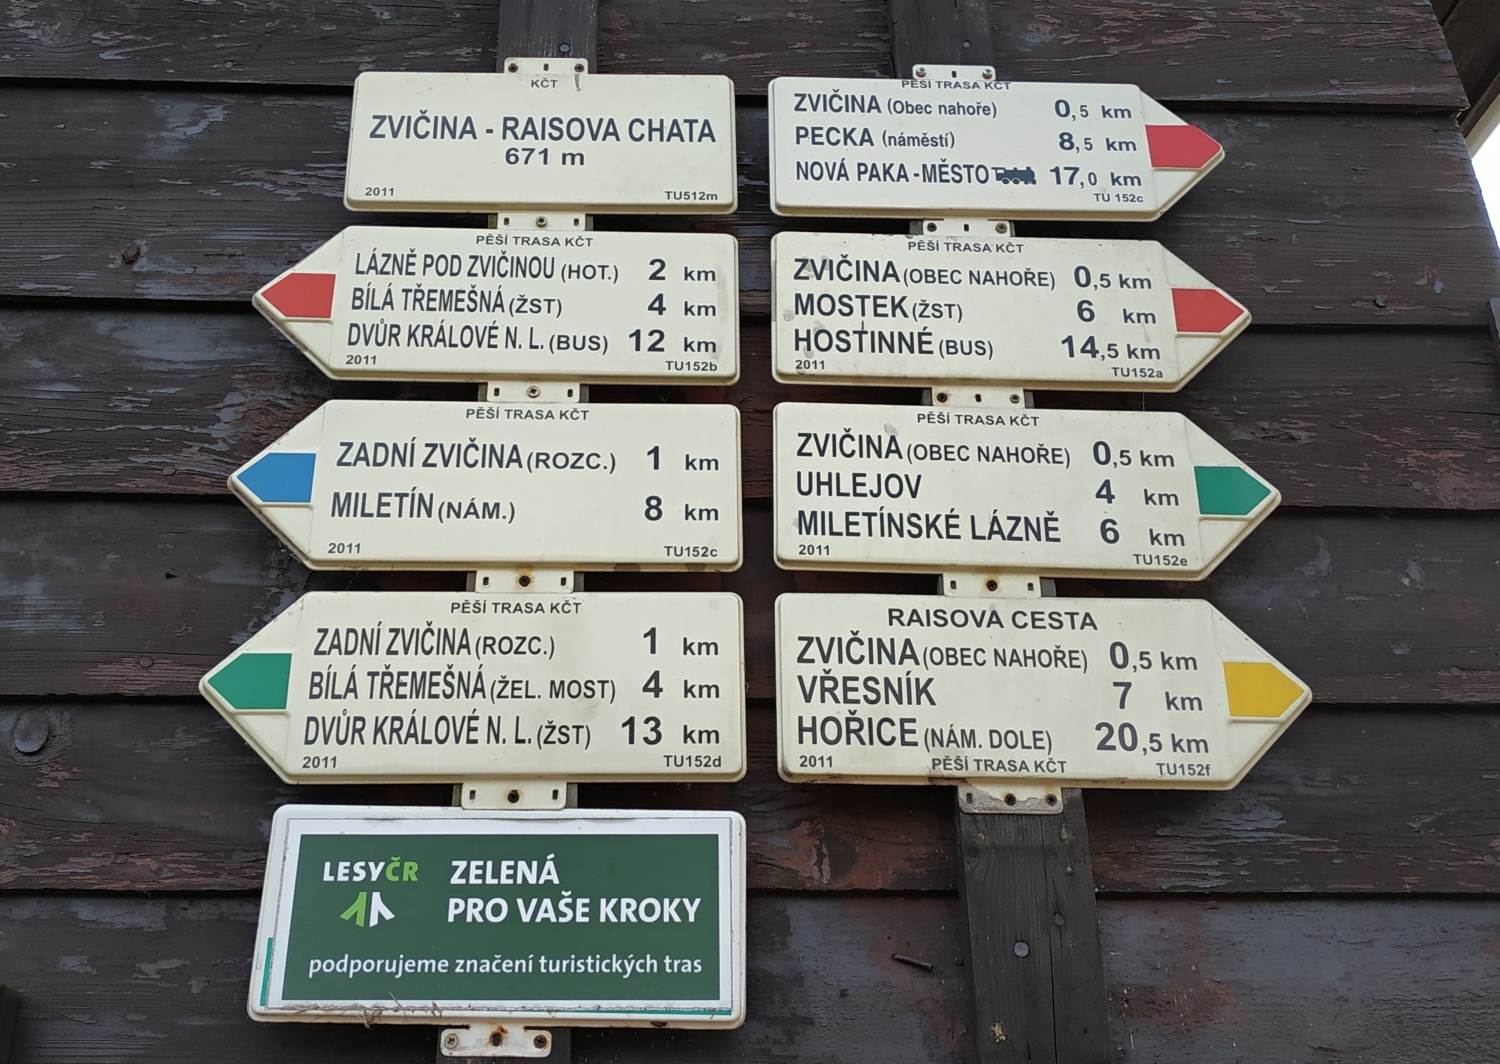 KČT
ZVIČINA - RAISOVA CHATA
671 m
2011 TU512m
PĚŠÍ TRASA KČT
LÁZNĚ POD ZVIČINOU (HOT.) 2 km
BÍLÁ TŘEMEŠNÁ (ŽST) 4 km
DVŮR KRÁLOVÉ N. L. (BUS) 12 km
2011 TU152b
PĚŠÍ TRASA KČT
ZADNÍ ZVIČINA (ROZC.) 1 km
MILETÍN (NÁM.) 8 km
2011 TU152c
PĚŠÍ TRASA KČT
ZADNÍ ZVIČINA (ROZC.) 1 km
BÍLÁ TŘEMEŠNÁ (ŽEL. MOST) 4 km
DVŮR KRÁLOVÉ N. L. (ŽST) 13 km
2011 TU152d
LESYČR ZELENÁ
PRO VAŠE KROKY
podporujeme značení turistických tras
PĚŠÍ TRASA KČT
ZVIČINA (Obec nahoře) 0,5 km
PECKA (náměstí) 8,5 km
NOVÁ PAKA - MĚSTO 17,0 km
TU 152c
PĚŠÍ TRASA KČT
ZVIČINA (OBEC NAHOŘE) 0,5 km
MOSTEK (ŽST) 6 km
HOSTINNÉ (BUS) 14,5 km
2011 TU152a
PĚŠÍ TRASA KČT
ZVIČINA (OBEC NAHOŘE) 0,5 km
UHLEJOV 4 km
MILETÍNSKÉ LÁZNĚ 6 km
2011 TU152e
RAISOVA CESTA
ZVIČINA (OBEC NAHOŘE) 0,5 km
VŘESNÍK 7 km
HOŘICE (NÁM. DOLE) 20,5 km
2011 PĚŠÍ TRASA KČT TU152f